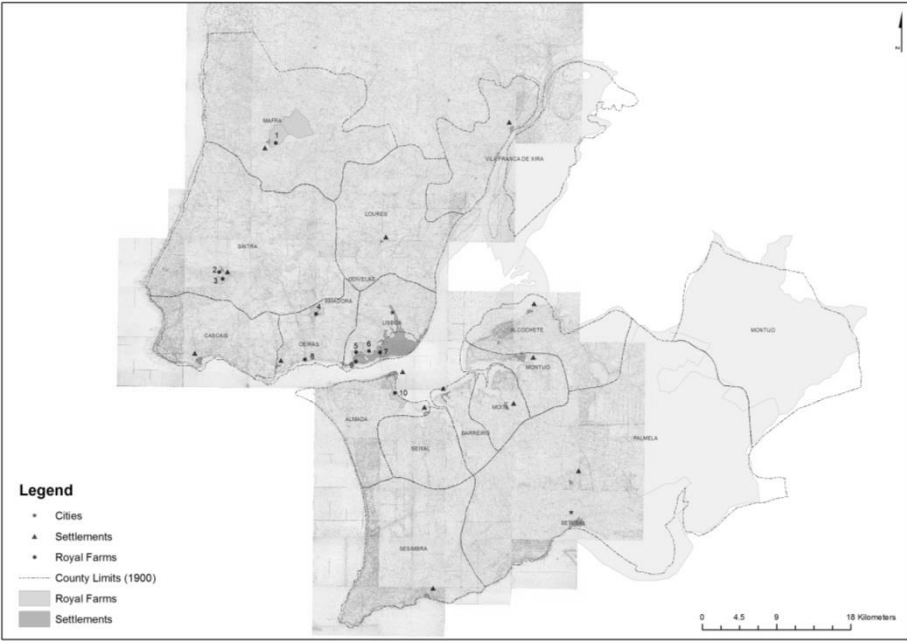 N
MAFRA
1
VILA FRANCA DE XIRA
LOURES
SINTRA
2
3
ODIVELAS
AMADORA
LISBOA
CASCAIS
OEIRAS
8
5
6
7
ALCOCHETE
MONTIJO
MONTIJO
MOITA
10
ALMADA
BARREIRO
SEIXAL
PALMELA
SETÚBAL
SESIMBRA
Legend
Cities
Settlements
Royal Farms
County Limits (1900)
Royal Farms
Settlements
0 4.5 9 18 Kilometers